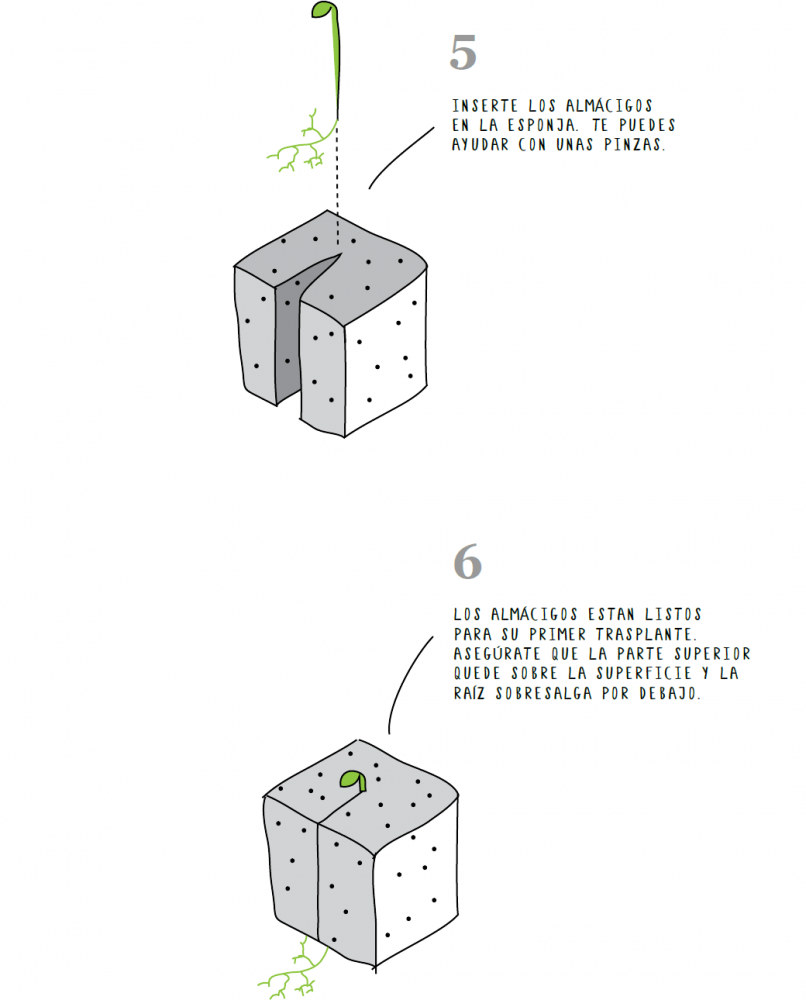 5
INSERTE LOS ALMÁCIGOS
EN LA ESPONJA. TE PUEDES
AYUDAR CON UNAS PINZAS.
6
LOS ALMÁCIGOS ESTAN LISTOS
PARA SU PRIMER TRASPLANTE.
ASEGÚRATE QUE LA PARTE SUPERIOR
QUEDE SOBRE LA SUPERFICIE Y LA
RAÍZ SOBRESALGA POR DEBAJO.